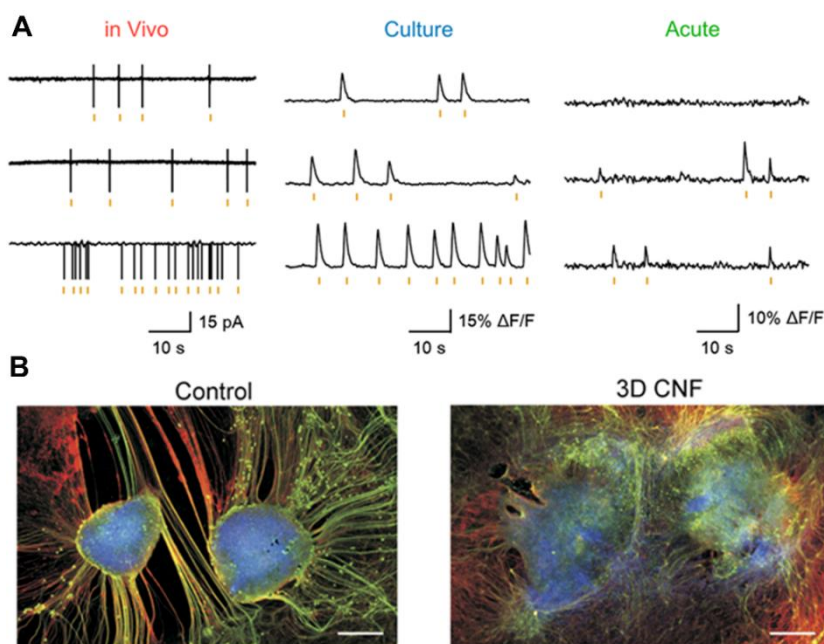 A
in Vivo
Culture
Acute
15 pA
10 s
15% ΔF/F
10 s
10% ΔF/F
10 s
B
Control
3D CNF